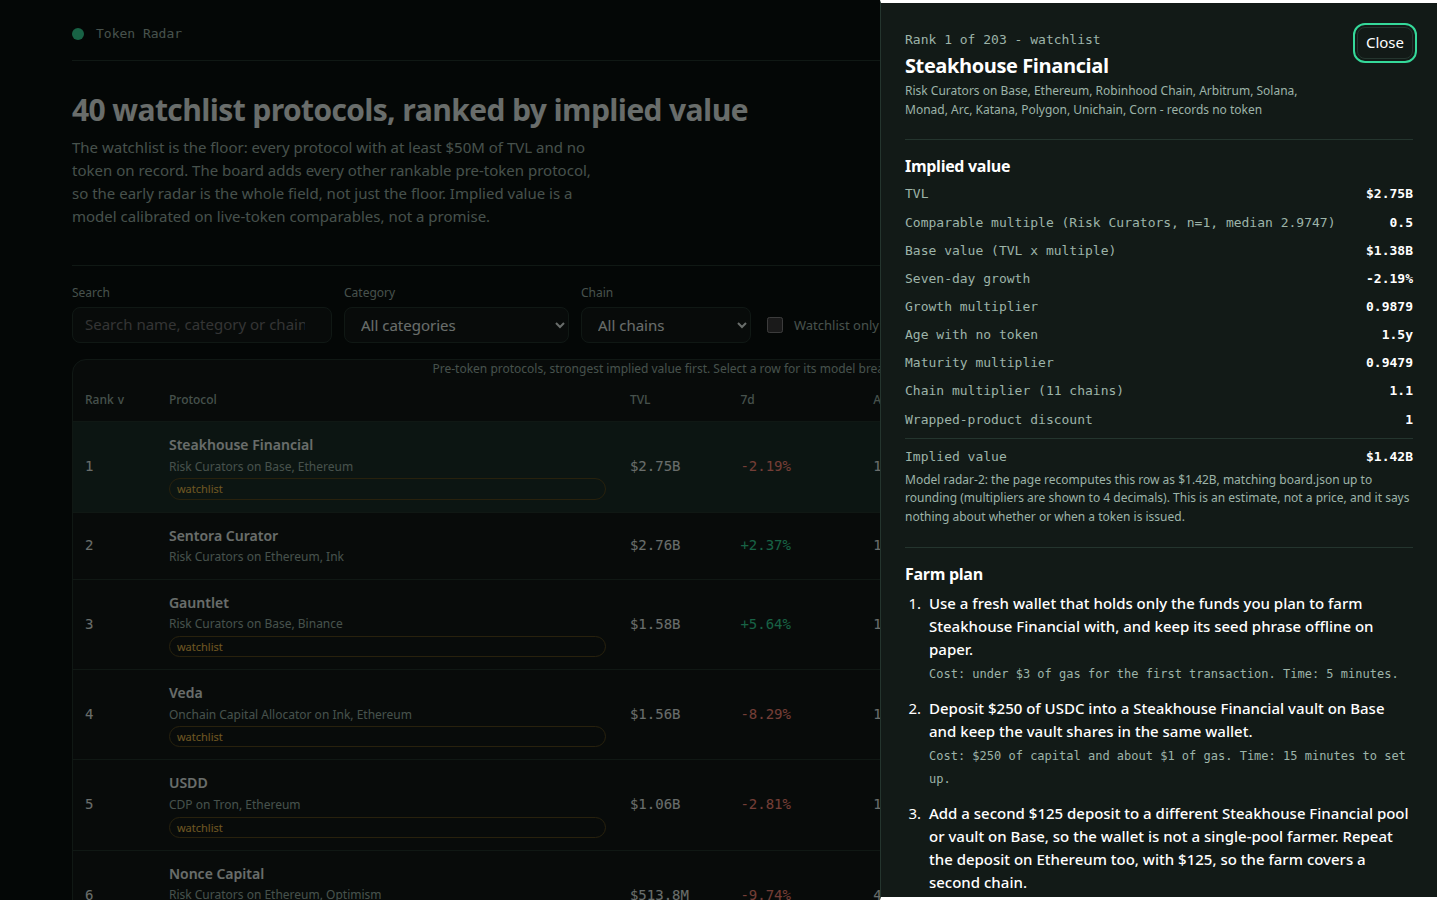 Token Radar
40 watchlist protocols, ranked by implied value
The watchlist is the floor: every protocol with at least $50M of TVL and no
token on record. The board adds every other rankable pre-token protocol,
so the early radar is the whole field, not just the floor. Implied value is a
model calibrated on live-token comparables, not a promise.
Search
Category
Chain
Search name, category or chain
All categories
All chains
Watchlist only
Pre-token protocols, strongest implied value first. Select a row for its model brea
Rank v Protocol TVL 7d A
Steakhouse Financial
1 Risk Curators on Base, Ethereum $2.75B -2.19% 1
watchlist
Sentora Curator
2 Risk Curators on Ethereum, Ink $2.76B +2.37% 1
Gauntlet
3 Risk Curators on Base, Binance $1.58B +5.64% 1
watchlist
Veda
4 Onchain Capital Allocator on Ink, Ethereum $1.56B -8.29% 1
watchlist
USDD
5 CDP on Tron, Ethereum $1.06B -2.81% 1
watchlist
Nonce Capital
6 Risk Curators on Ethereum, Optimism $513.8M -9.74% 4
Rank 1 of 203 - watchlist
Close
Steakhouse Financial
Risk Curators on Base, Ethereum, Robinhood Chain, Arbitrum, Solana,
Monad, Arc, Katana, Polygon, Unichain, Corn - records no token
Implied value
TVL $2.75B
Comparable multiple (Risk Curators, n=1, median 2.9747) 0.5
Base value (TVL x multiple) $1.38B
Seven-day growth -2.19%
Growth multiplier 0.9879
Age with no token 1.5y
Maturity multiplier 0.9479
Chain multiplier (11 chains) 1.1
Wrapped-product discount 1
Implied value $1.42B
Model radar-2: the page recomputes this row as $1.42B, matching board.json up to
rounding (multipliers are shown to 4 decimals). This is an estimate, not a price, and it says
nothing about whether or when a token is issued.
Farm plan
1. Use a fresh wallet that holds only the funds you plan to farm
Steakhouse Financial with, and keep its seed phrase offline on
paper.
Cost: under $3 of gas for the first transaction. Time: 5 minutes.
2. Deposit $250 of USDC into a Steakhouse Financial vault on Base
and keep the vault shares in the same wallet.
Cost: $250 of capital and about $1 of gas. Time: 15 minutes to set
up.
3. Add a second $125 deposit to a different Steakhouse Financial pool
or vault on Base, so the wallet is not a single-pool farmer. Repeat
the deposit on Ethereum too, with $125, so the farm covers a
second chain.